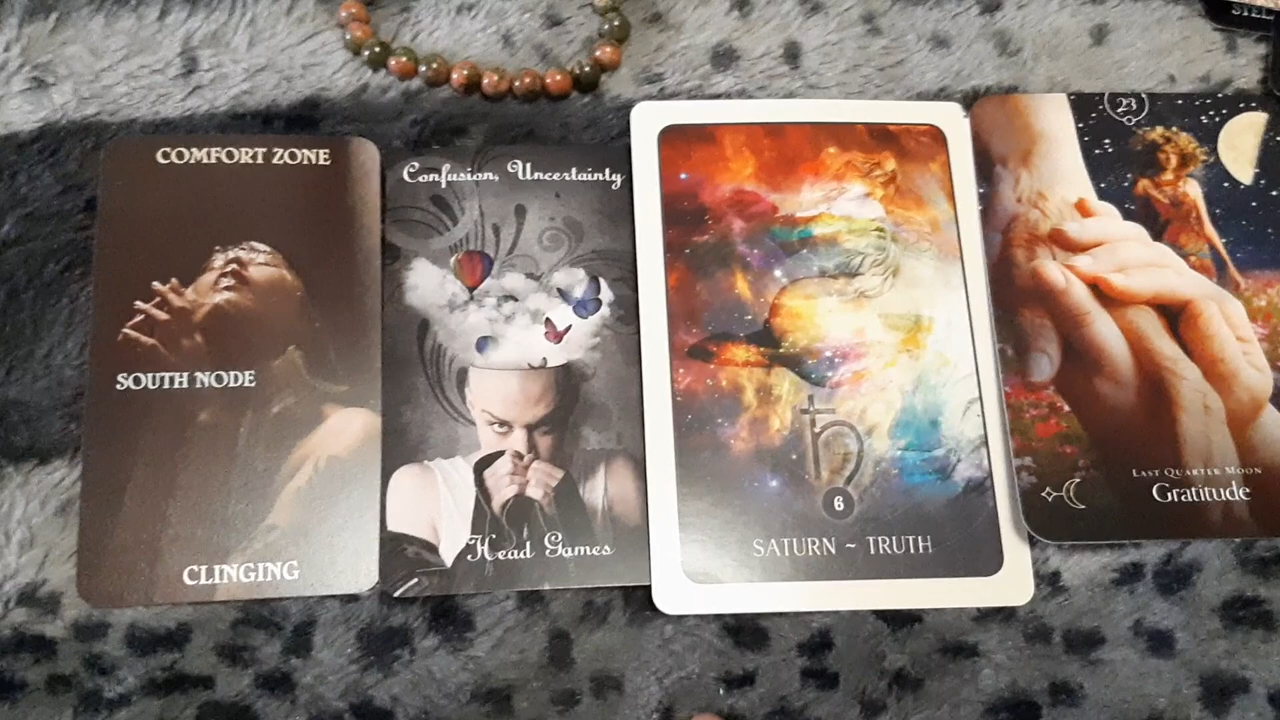 COMFORT ZONE
SOUTH NODE
CLINGING
Confusion, Uncertainty
Head Games
6
SATURN ~ TRUTH
23
LAST QUARTER MOON
Gratitude